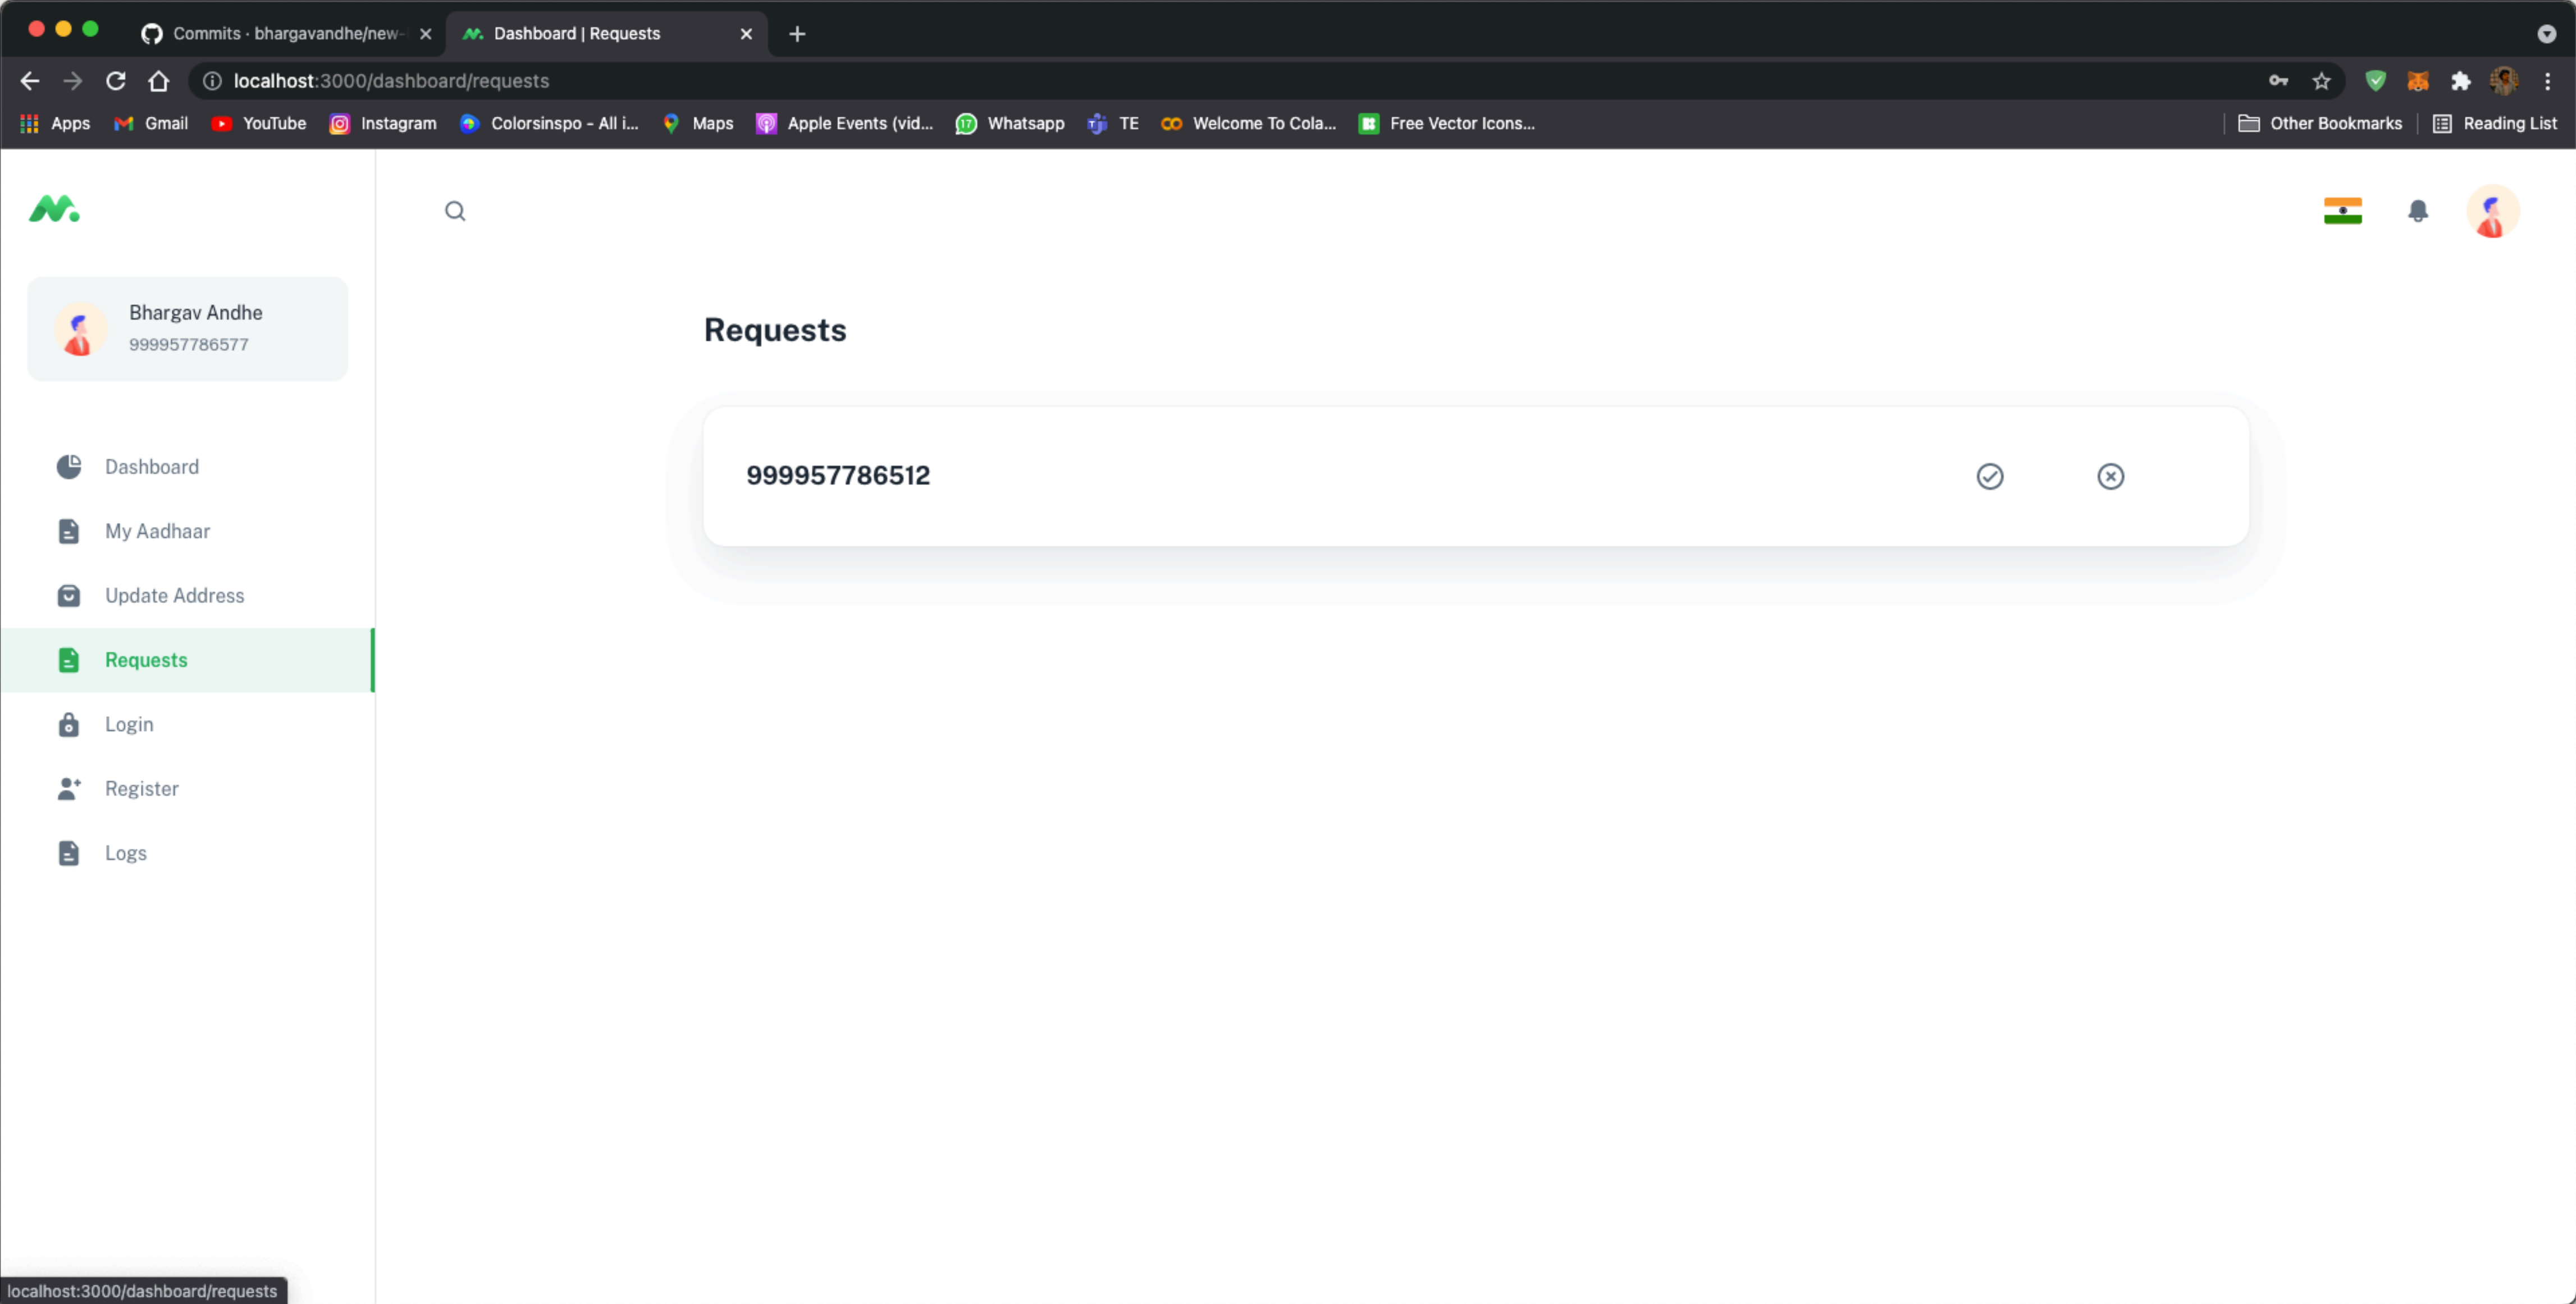 Commits · bhargavandhe/new-
Dashboard | Requests
localhost:3000/dashboard/requests
Apps
Gmail
YouTube
Instagram
Colorsinspo - All i...
Maps
Apple Events (vid...
17
Whatsapp
TE
Welcome To Cola...
Free Vector Icons...
Other Bookmarks
Reading List
Bhargav Andhe
999957786577
Dashboard
My Aadhaar
Update Address
Requests
Login
Register
Logs
Requests
999957786512
localhost:3000/dashboard/requests